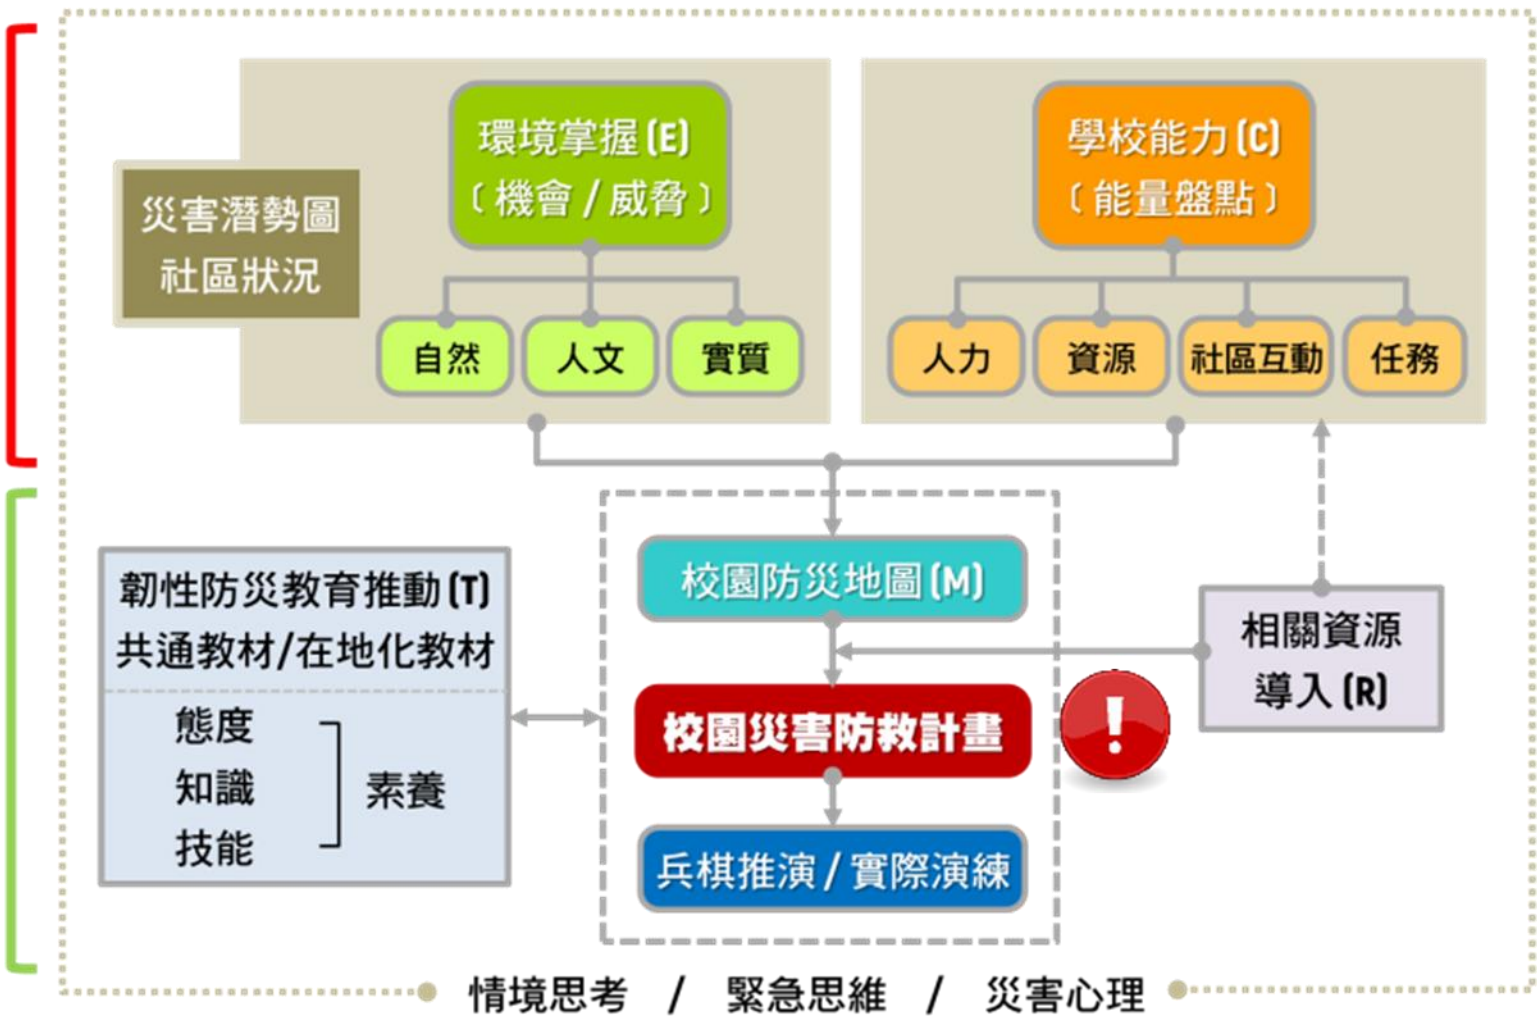 環境掌握(E)
〔機會/威脅〕
學校能力(C)
〔能量盤點〕
災害潛勢圖
社區狀況
自然
人文
實質
人力
資源
社區互動
任務
校園防災地圖(M)
韌性防災教育推動(T)
共通教材/在地化教材
態度
知識
技能
素養
相關資源
導入(R)
校園災害防救計畫
!
兵棋推演/實際演練
情境思考 / 緊急思維 / 災害心理